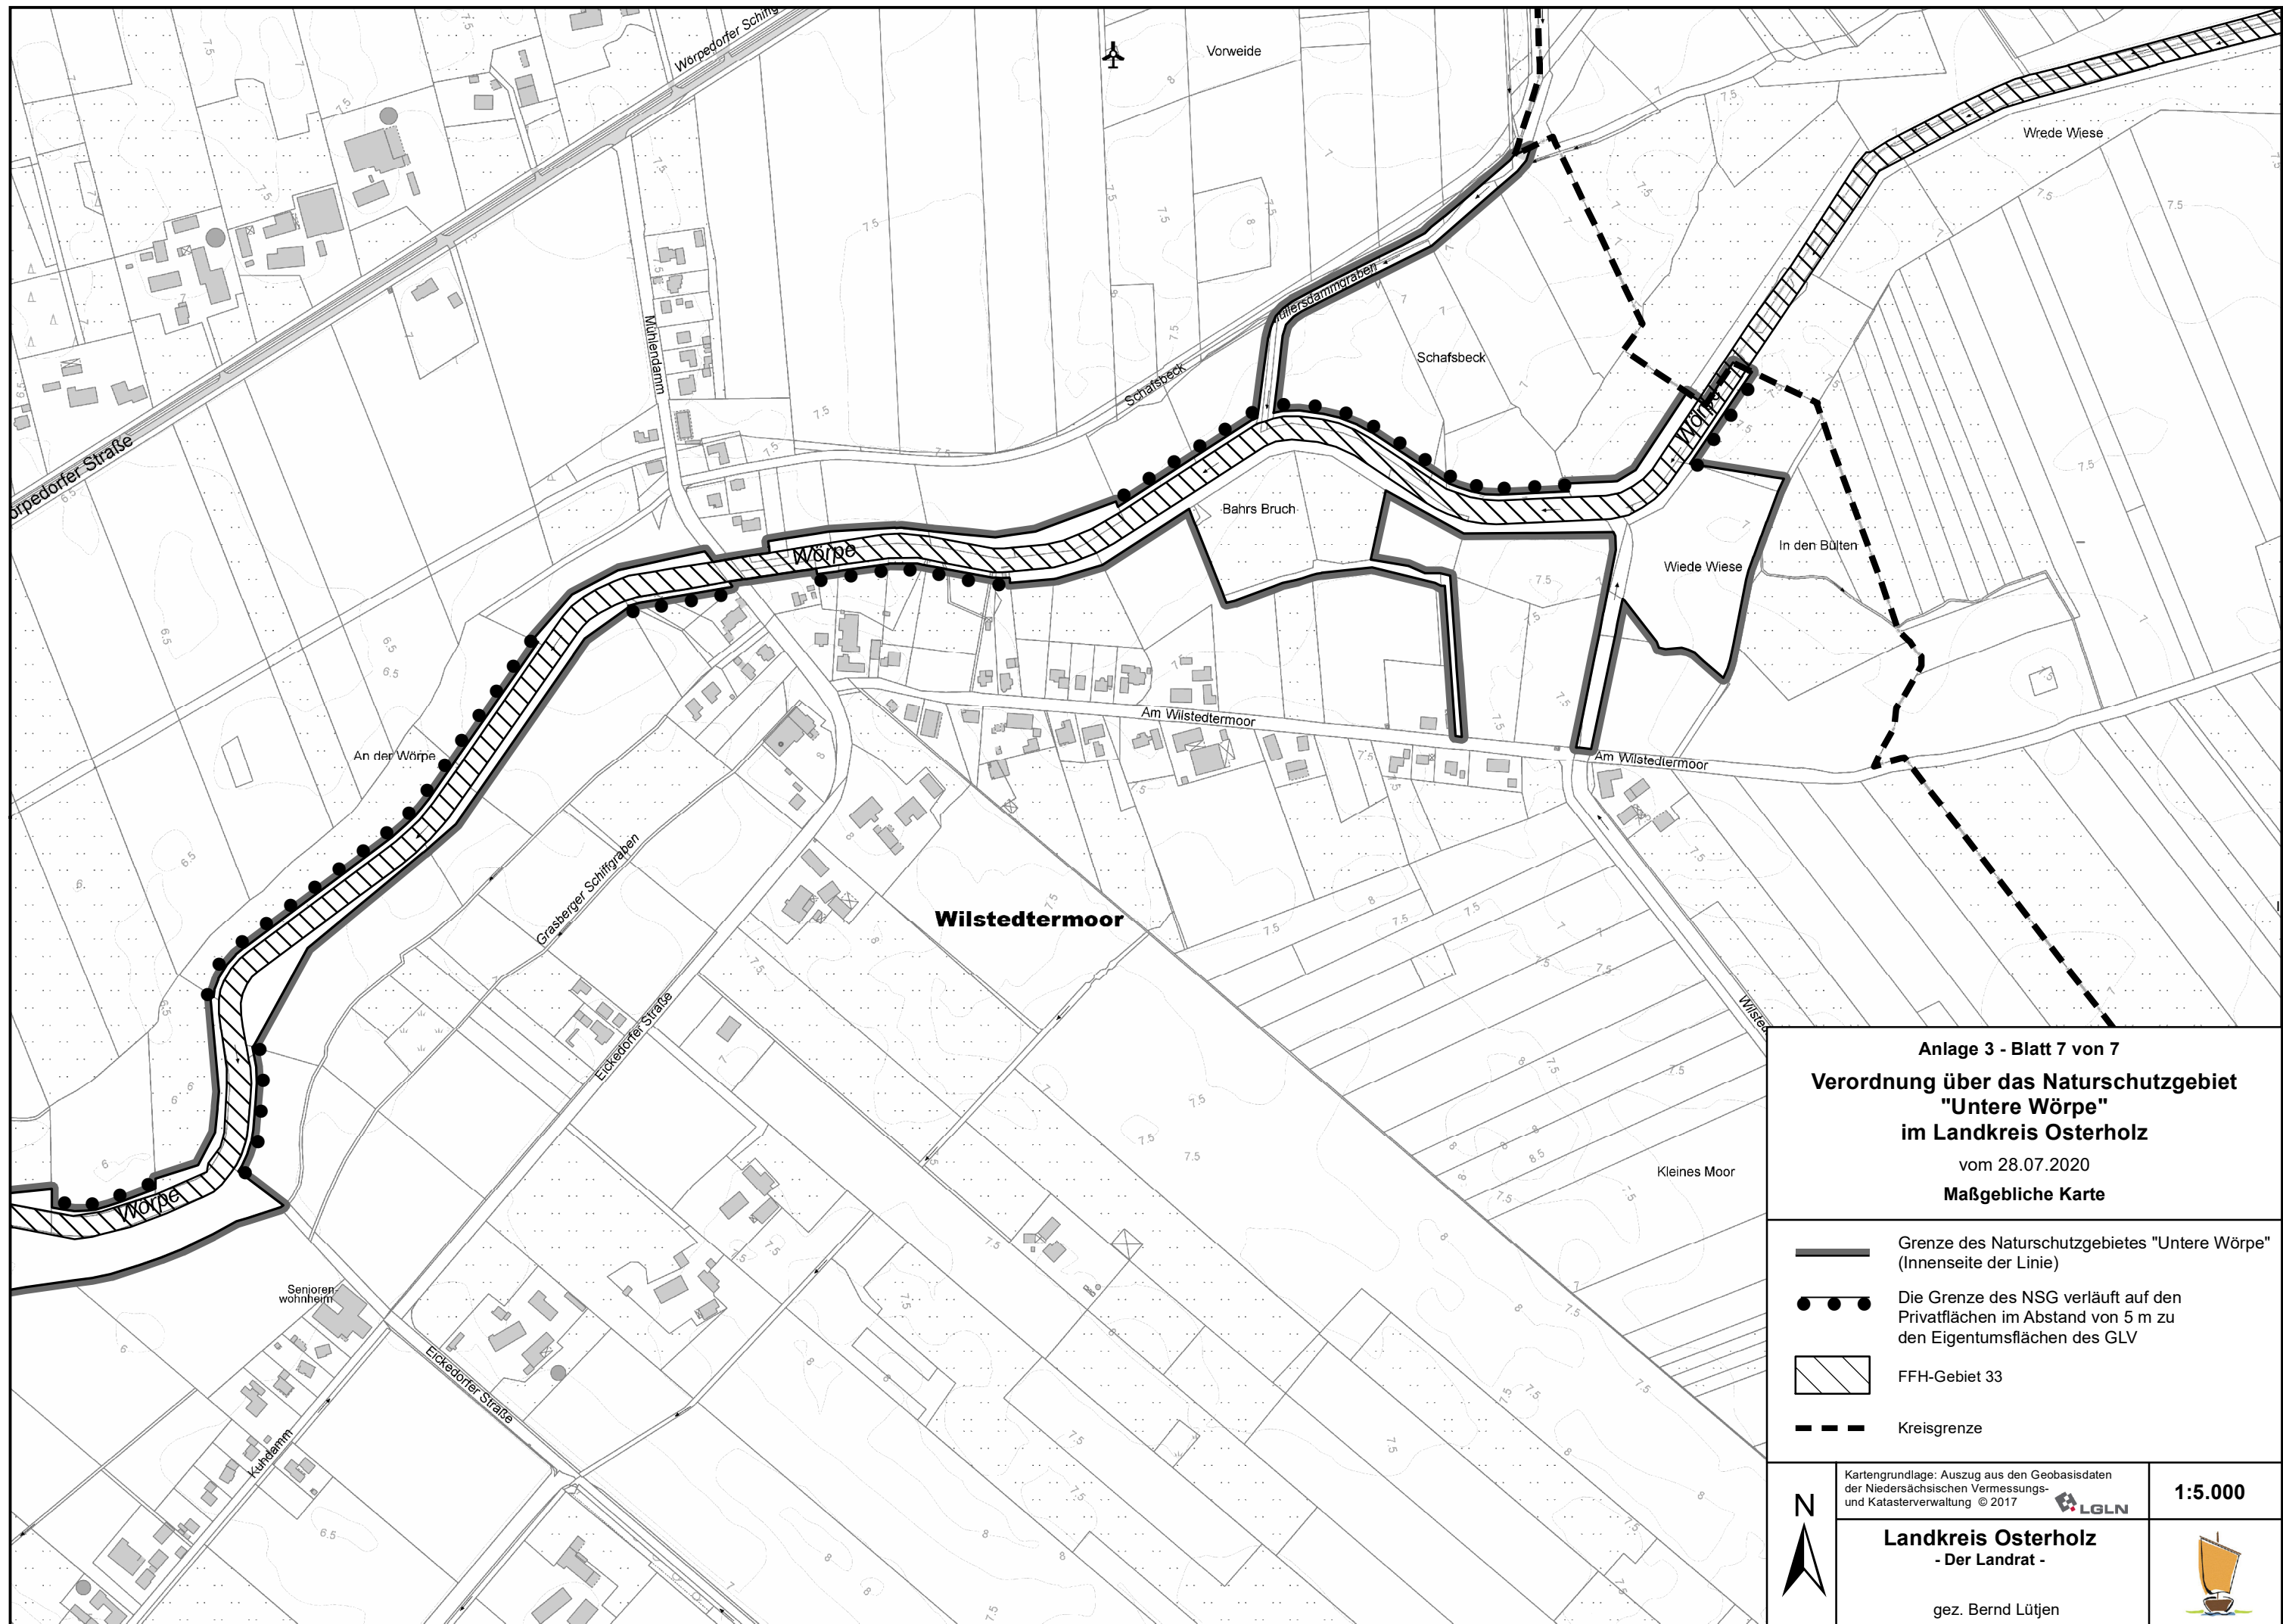 Wörpedorfer Schiffg
Vorweide
Wrede Wiese
Mühlendamm
Schafsbeck
Schafsbeck
Wörpe
örpedorfer Straße
Bahrs Bruch
In den Bülten
Wörpe
Wiede Wiese
Am Wilstedtermoor
An der Wörpe
Am Wilstedtermoor
Grasberger Schiffgraben
Wilstedtermoor
Eickedorfer Straße
Kleines Moor
Wörpe
Senioren-
wohnheim
Eickedorfer Straße
Kuhdamm
Anlage 3 - Blatt 7 von 7
Verordnung über das Naturschutzgebiet
"Untere Wörpe"
im Landkreis Osterholz
vom 28.07.2020
Maßgebliche Karte
Grenze des Naturschutzgebietes "Untere Wörpe"
(Innenseite der Linie)
Die Grenze des NSG verläuft auf den
Privatflächen im Abstand von 5 m zu
den Eigentumsflächen des GLV
FFH-Gebiet 33
Kreisgrenze
N
Kartengrundlage: Auszug aus den Geobasisdaten
der Niedersächsischen Vermessungs-
und Katasterverwaltung © 2017
LGLN
1:5.000
Landkreis Osterholz
- Der Landrat -
gez. Bernd Lütjen